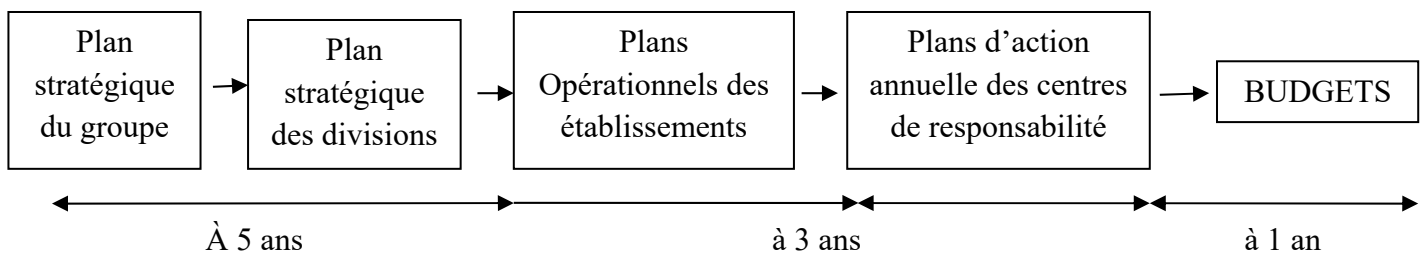 Plan
stratégique
du groupe
Plan
stratégique
des divisions
Plans
Opérationnels des
établissements
Plans d’action
annuelle des centres
de responsabilité
BUDGETS
À 5 ans
à 3 ans
à 1 an